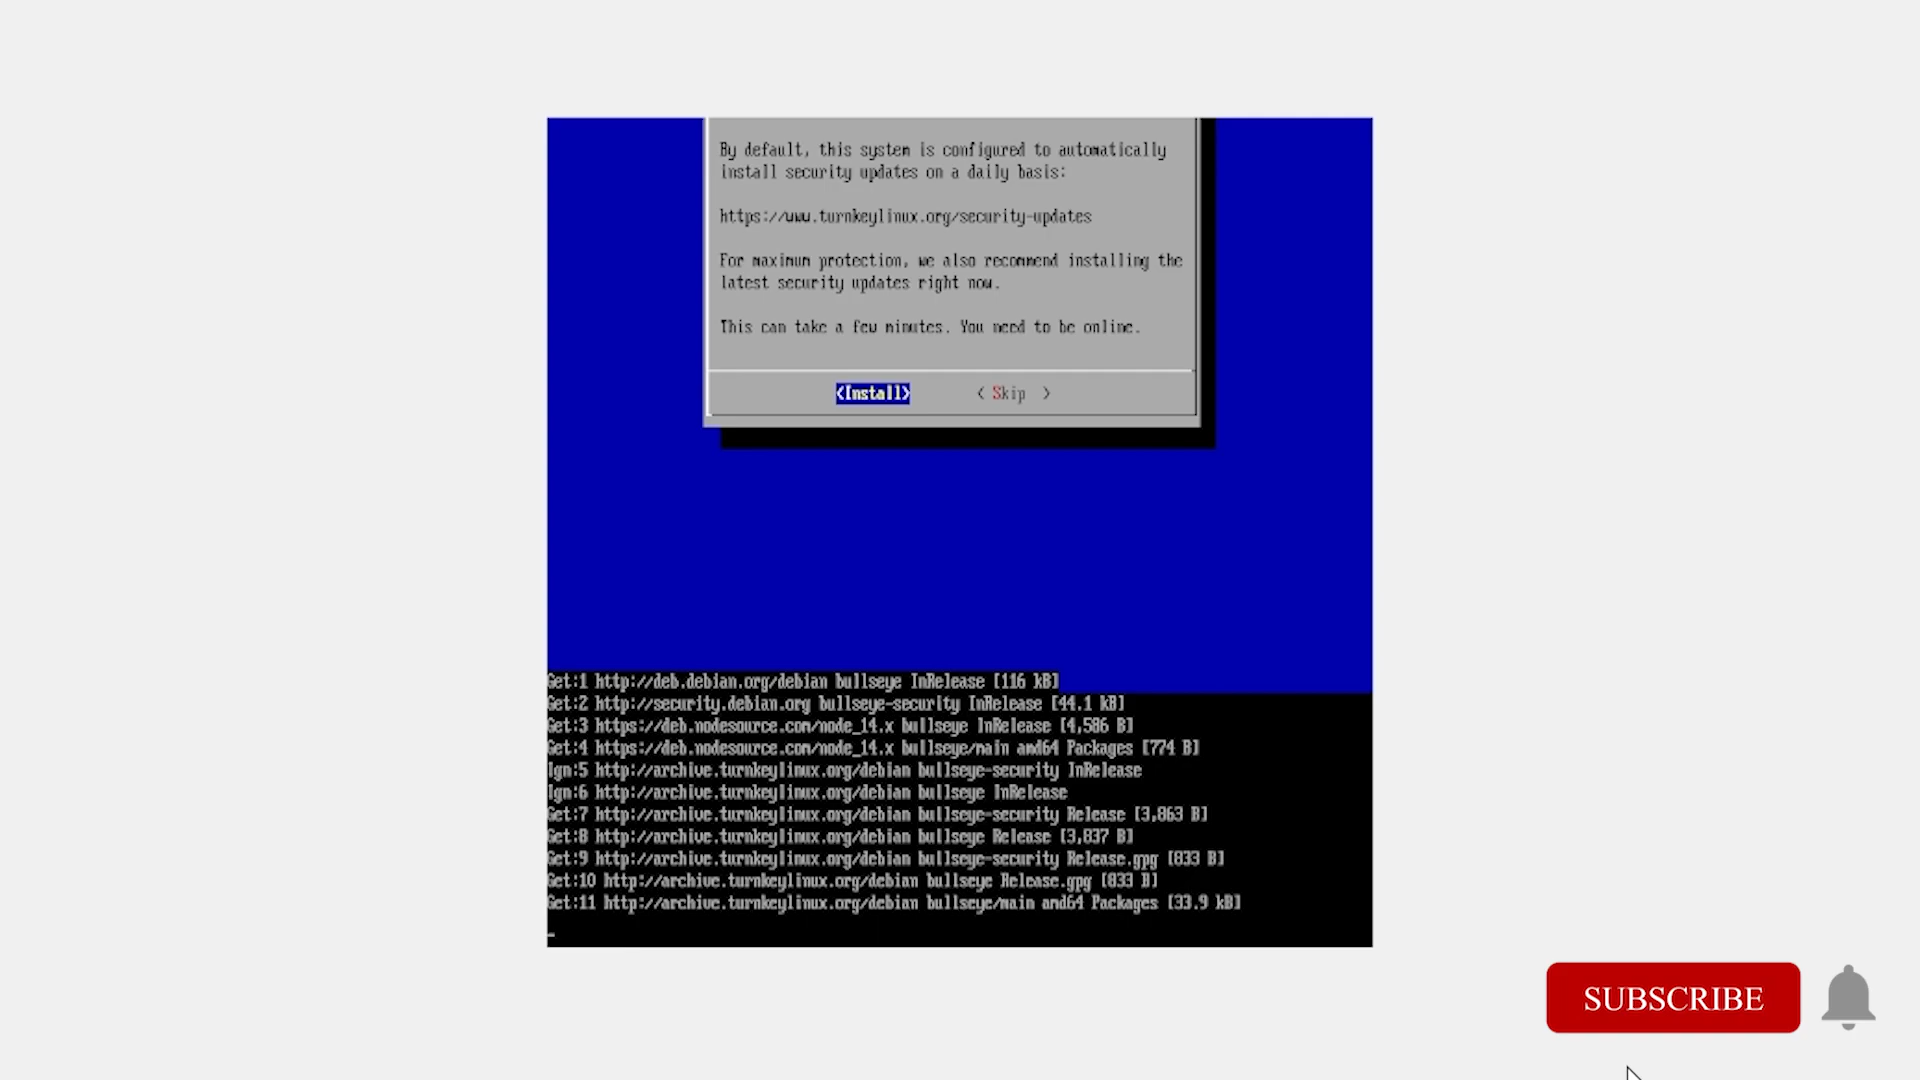 By default, this system is configured to automatically
install security updates on a daily basis:
https://www.turnkeylinux.org/security-updates
For maximum protection, we also recommend installing the
latest security updates right now.
This can take a few minutes. You need to be online.
<Install> < Skip >
Get:1 http://deb.debian.org/debian bullseye InRelease [116 kB]
Get:2 http://security.debian.org bullseye-security InRelease [44.1 kB]
Get:3 https://deb.nodesource.com/node_14.x bullseye InRelease [4,586 B]
Get:4 https://deb.nodesource.com/node_14.x bullseye/main amd64 Packages [774 B]
Ign:5 http://archive.turnkeylinux.org/debian bullseye-security InRelease
Ign:6 http://archive.turnkeylinux.org/debian bullseye InRelease
Get:7 http://archive.turnkeylinux.org/debian bullseye-security Release [3,863 B]
Get:8 http://archive.turnkeylinux.org/debian bullseye Release [3,837 B]
Get:9 http://archive.turnkeylinux.org/debian bullseye-security Release.gpg [833 B]
Get:10 http://archive.turnkeylinux.org/debian bullseye Release.gpg [833 B]
Get:11 http://archive.turnkeylinux.org/debian bullseye/main amd64 Packages [33.9 kB]
SUBSCRIBE